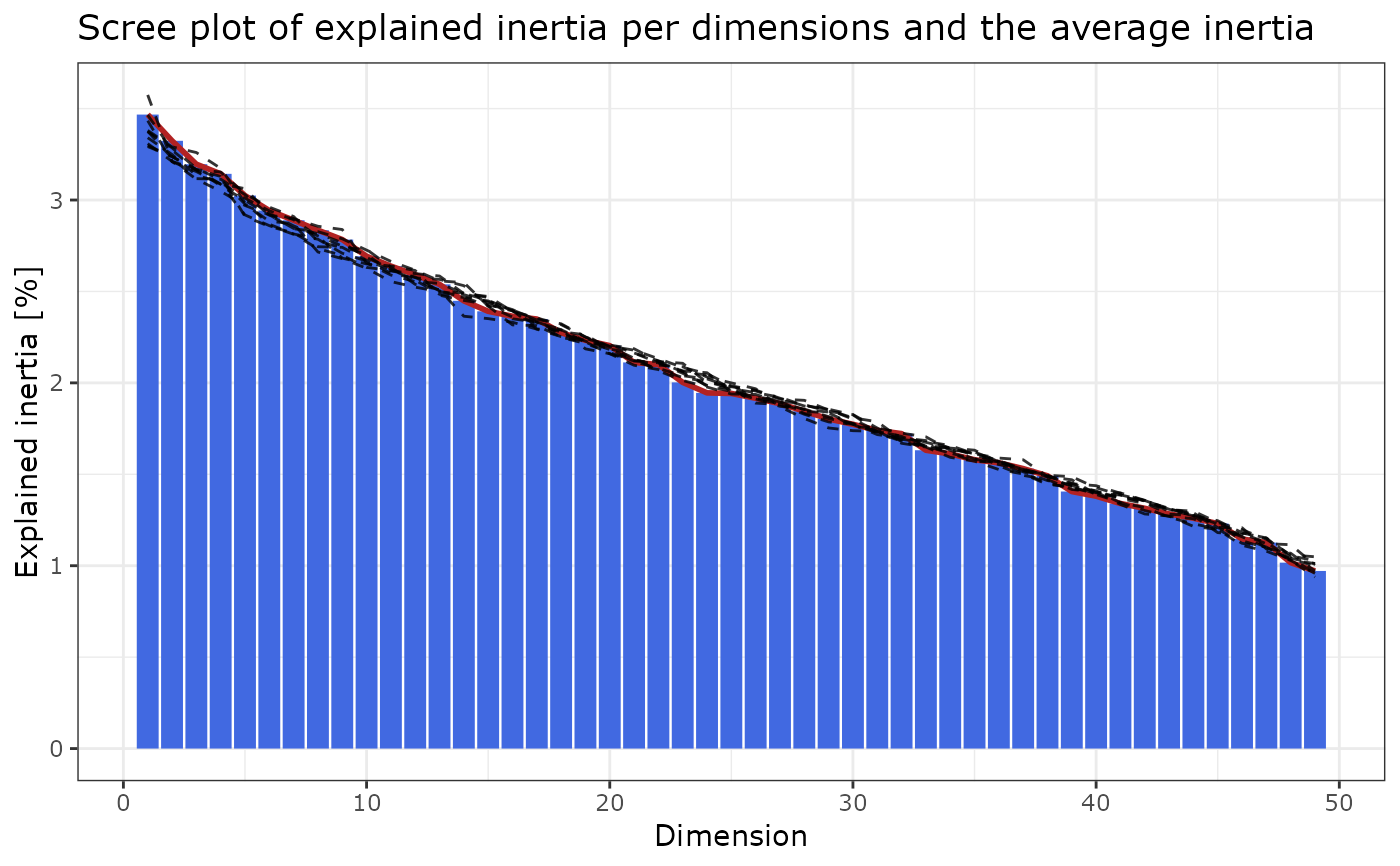 Scree plot of explained inertia per dimensions and the average inertia
Explained inertia [%]
3
2
1
0
0 10 20 30 40 50
Dimension